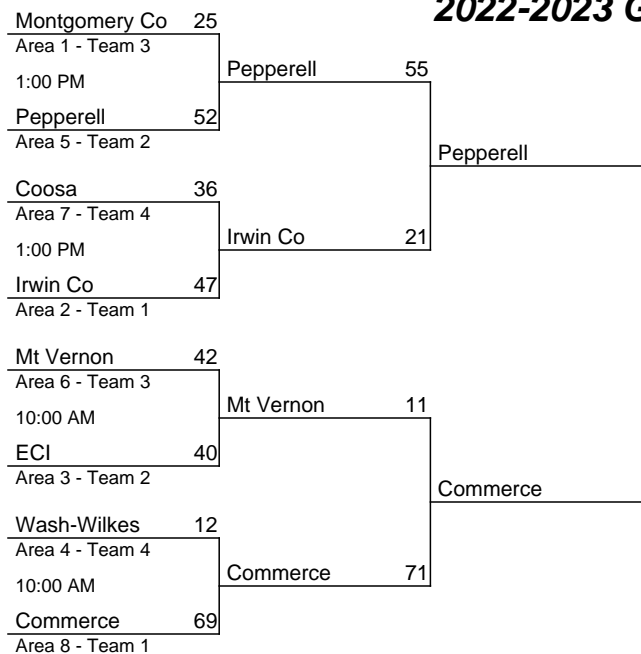 2022-2023 G
Montgomery Co 25
Area 1 - Team 3
1:00 PM
Pepperell 52
Area 5 - Team 2
Pepperell 55
Coosa 36
Area 7 - Team 4
1:00 PM
Irwin Co 47
Area 2 - Team 1
Irwin Co 21
Pepperell
Mt Vernon 42
Area 6 - Team 3
10:00 AM
ECI 40
Area 3 - Team 2
Mt Vernon 11
Wash-Wilkes 12
Area 4 - Team 4
10:00 AM
Commerce 69
Area 8 - Team 1
Commerce 71
Commerce